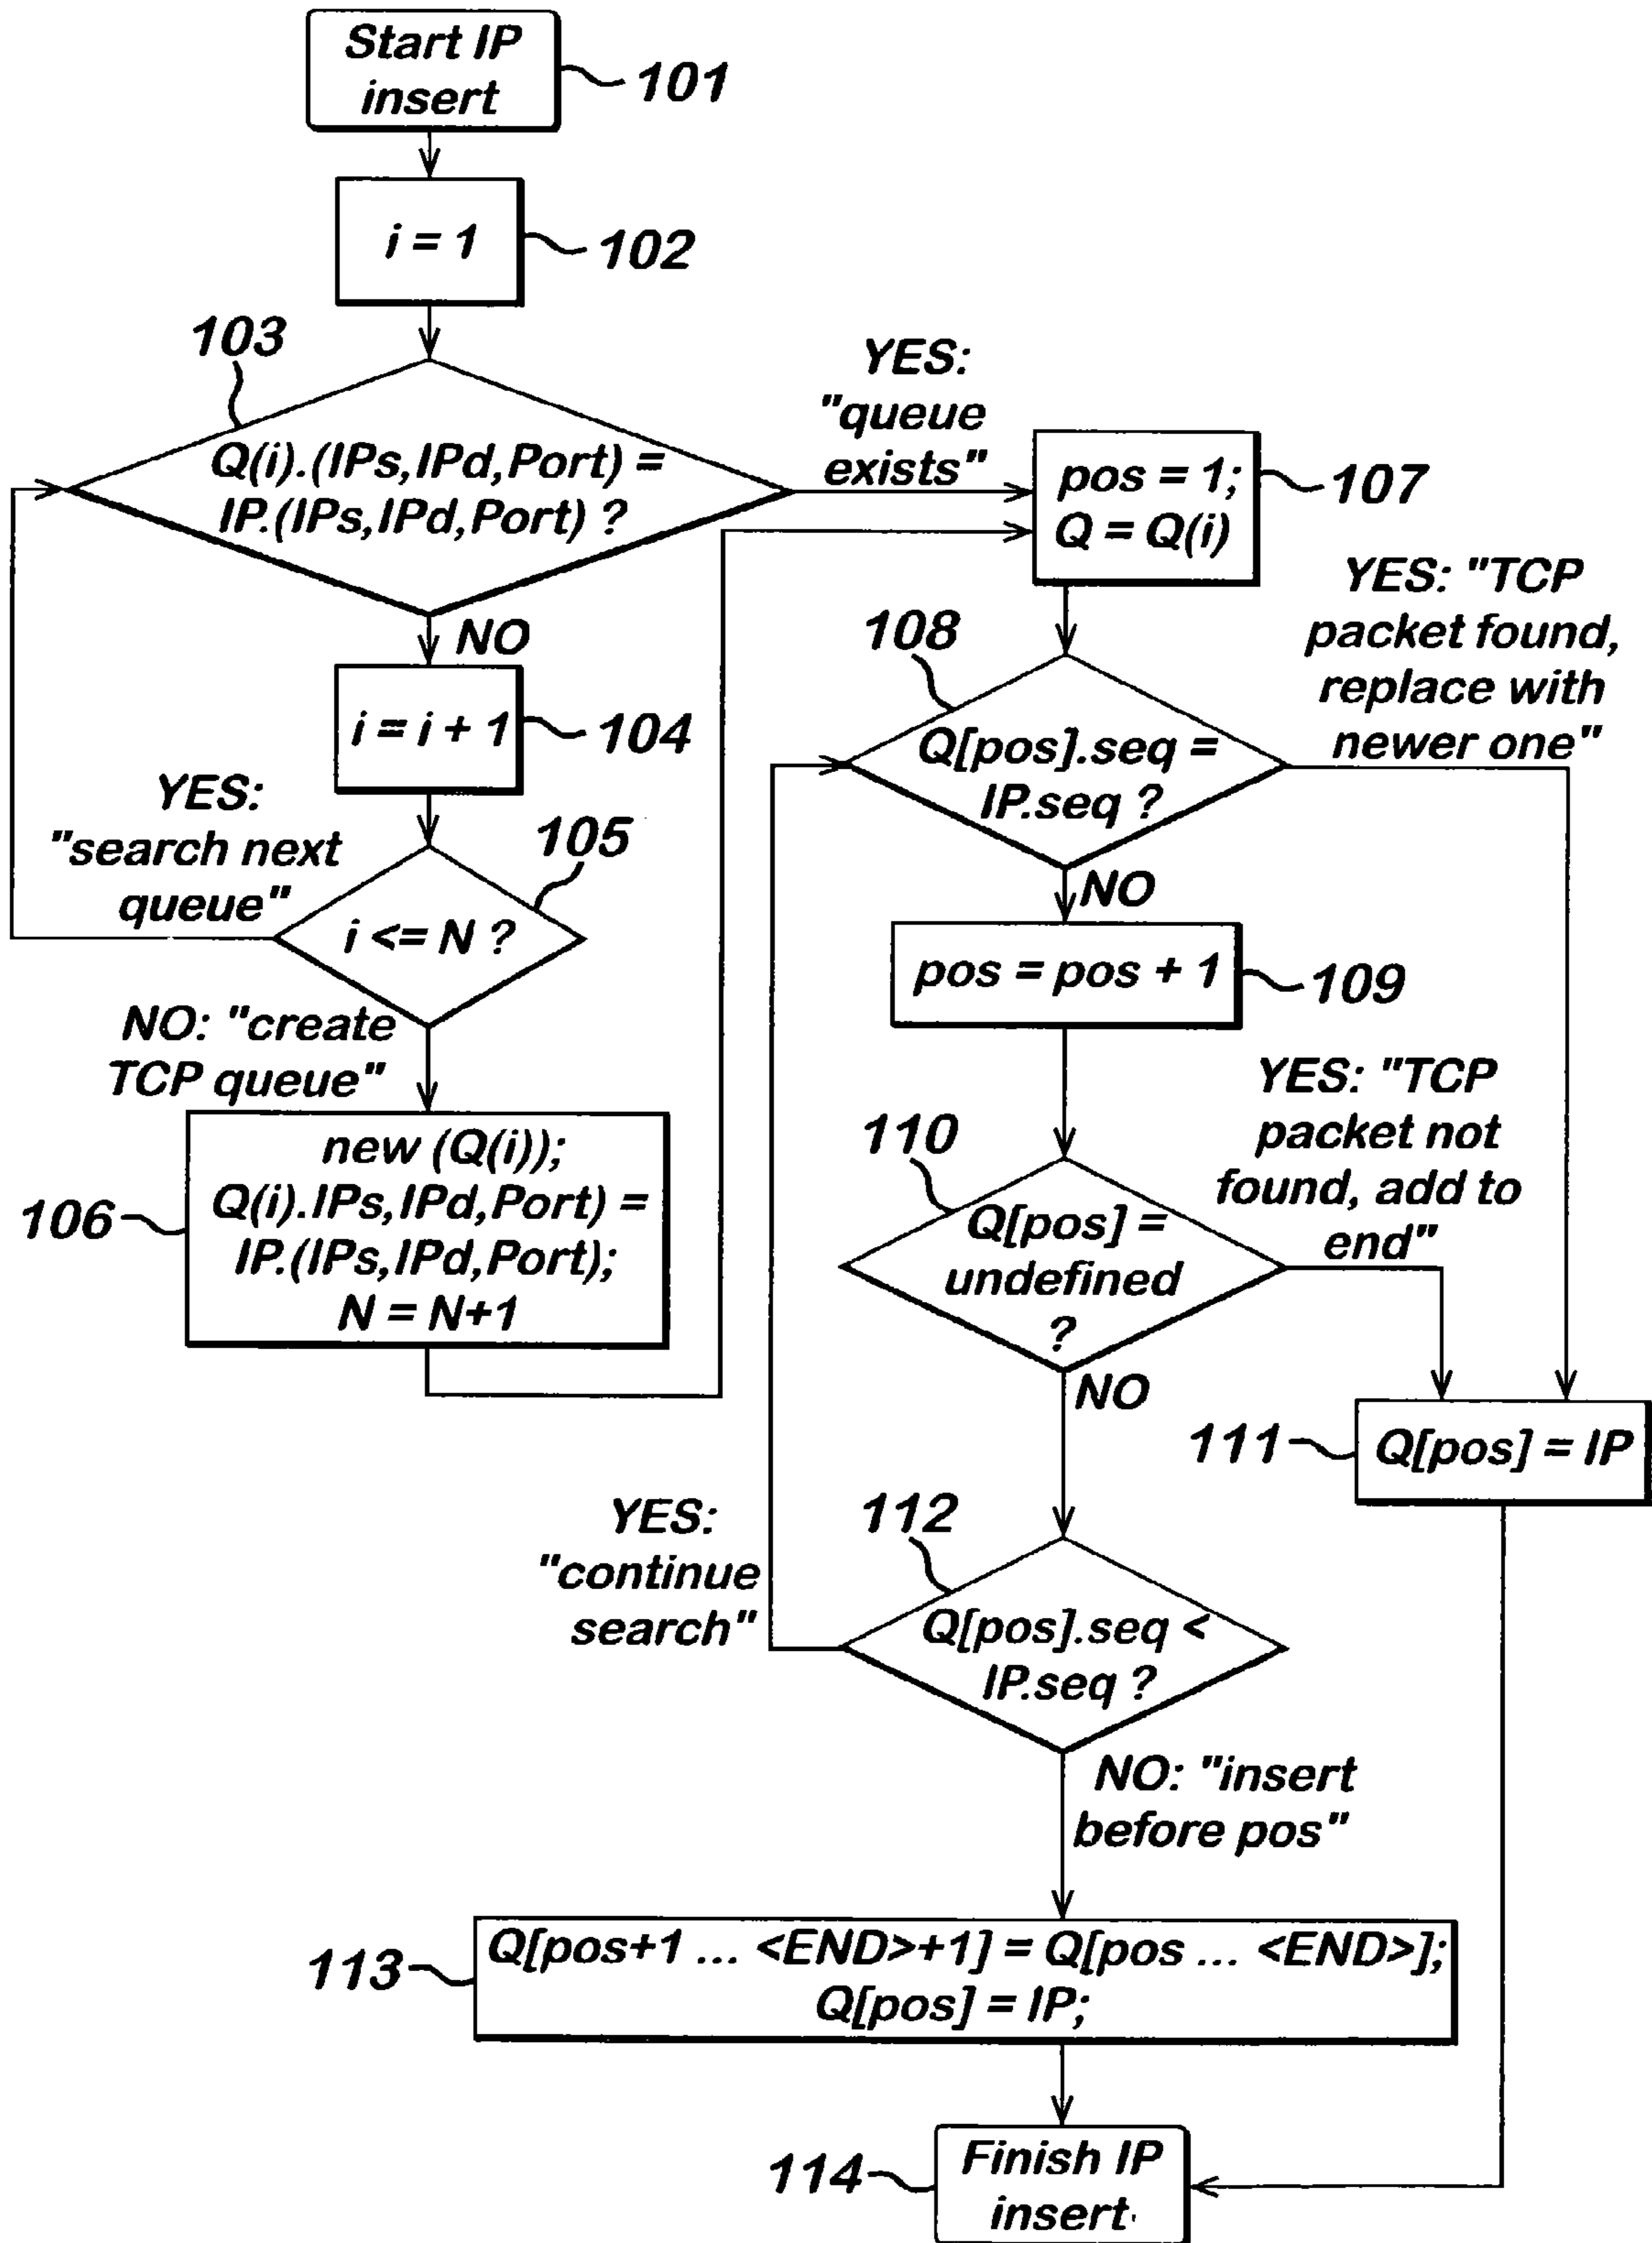 Start IP
insert
101
i = 1
102
103
Q(i).(IPs,IPd,Port) =
IP.(IPs,IPd,Port) ?
YES:
"queue
exists"
pos = 1;
Q = Q(i)
107
NO
i = i + 1
104
YES:
"search next
queue"
105
i <= N ?
NO: "create
TCP queue"
106
new (Q(i));
Q(i).IPs,IPd,Port) =
IP.(IPs,IPd,Port);
N = N+1
108
Q[pos].seq =
IP.seq ?
YES: "TCP
packet found,
replace with
newer one"
NO
pos = pos + 1
109
110
Q[pos] =
undefined
?
YES: "TCP
packet not
found, add to
end"
NO
111
Q[pos] = IP
112
Q[pos].seq <
IP.seq ?
YES:
"continue
search"
NO: "insert
before pos"
113
Q[pos+1 ... <END>+1] = Q[pos ... <END>];
Q[pos] = IP;
114
Finish IP
insert